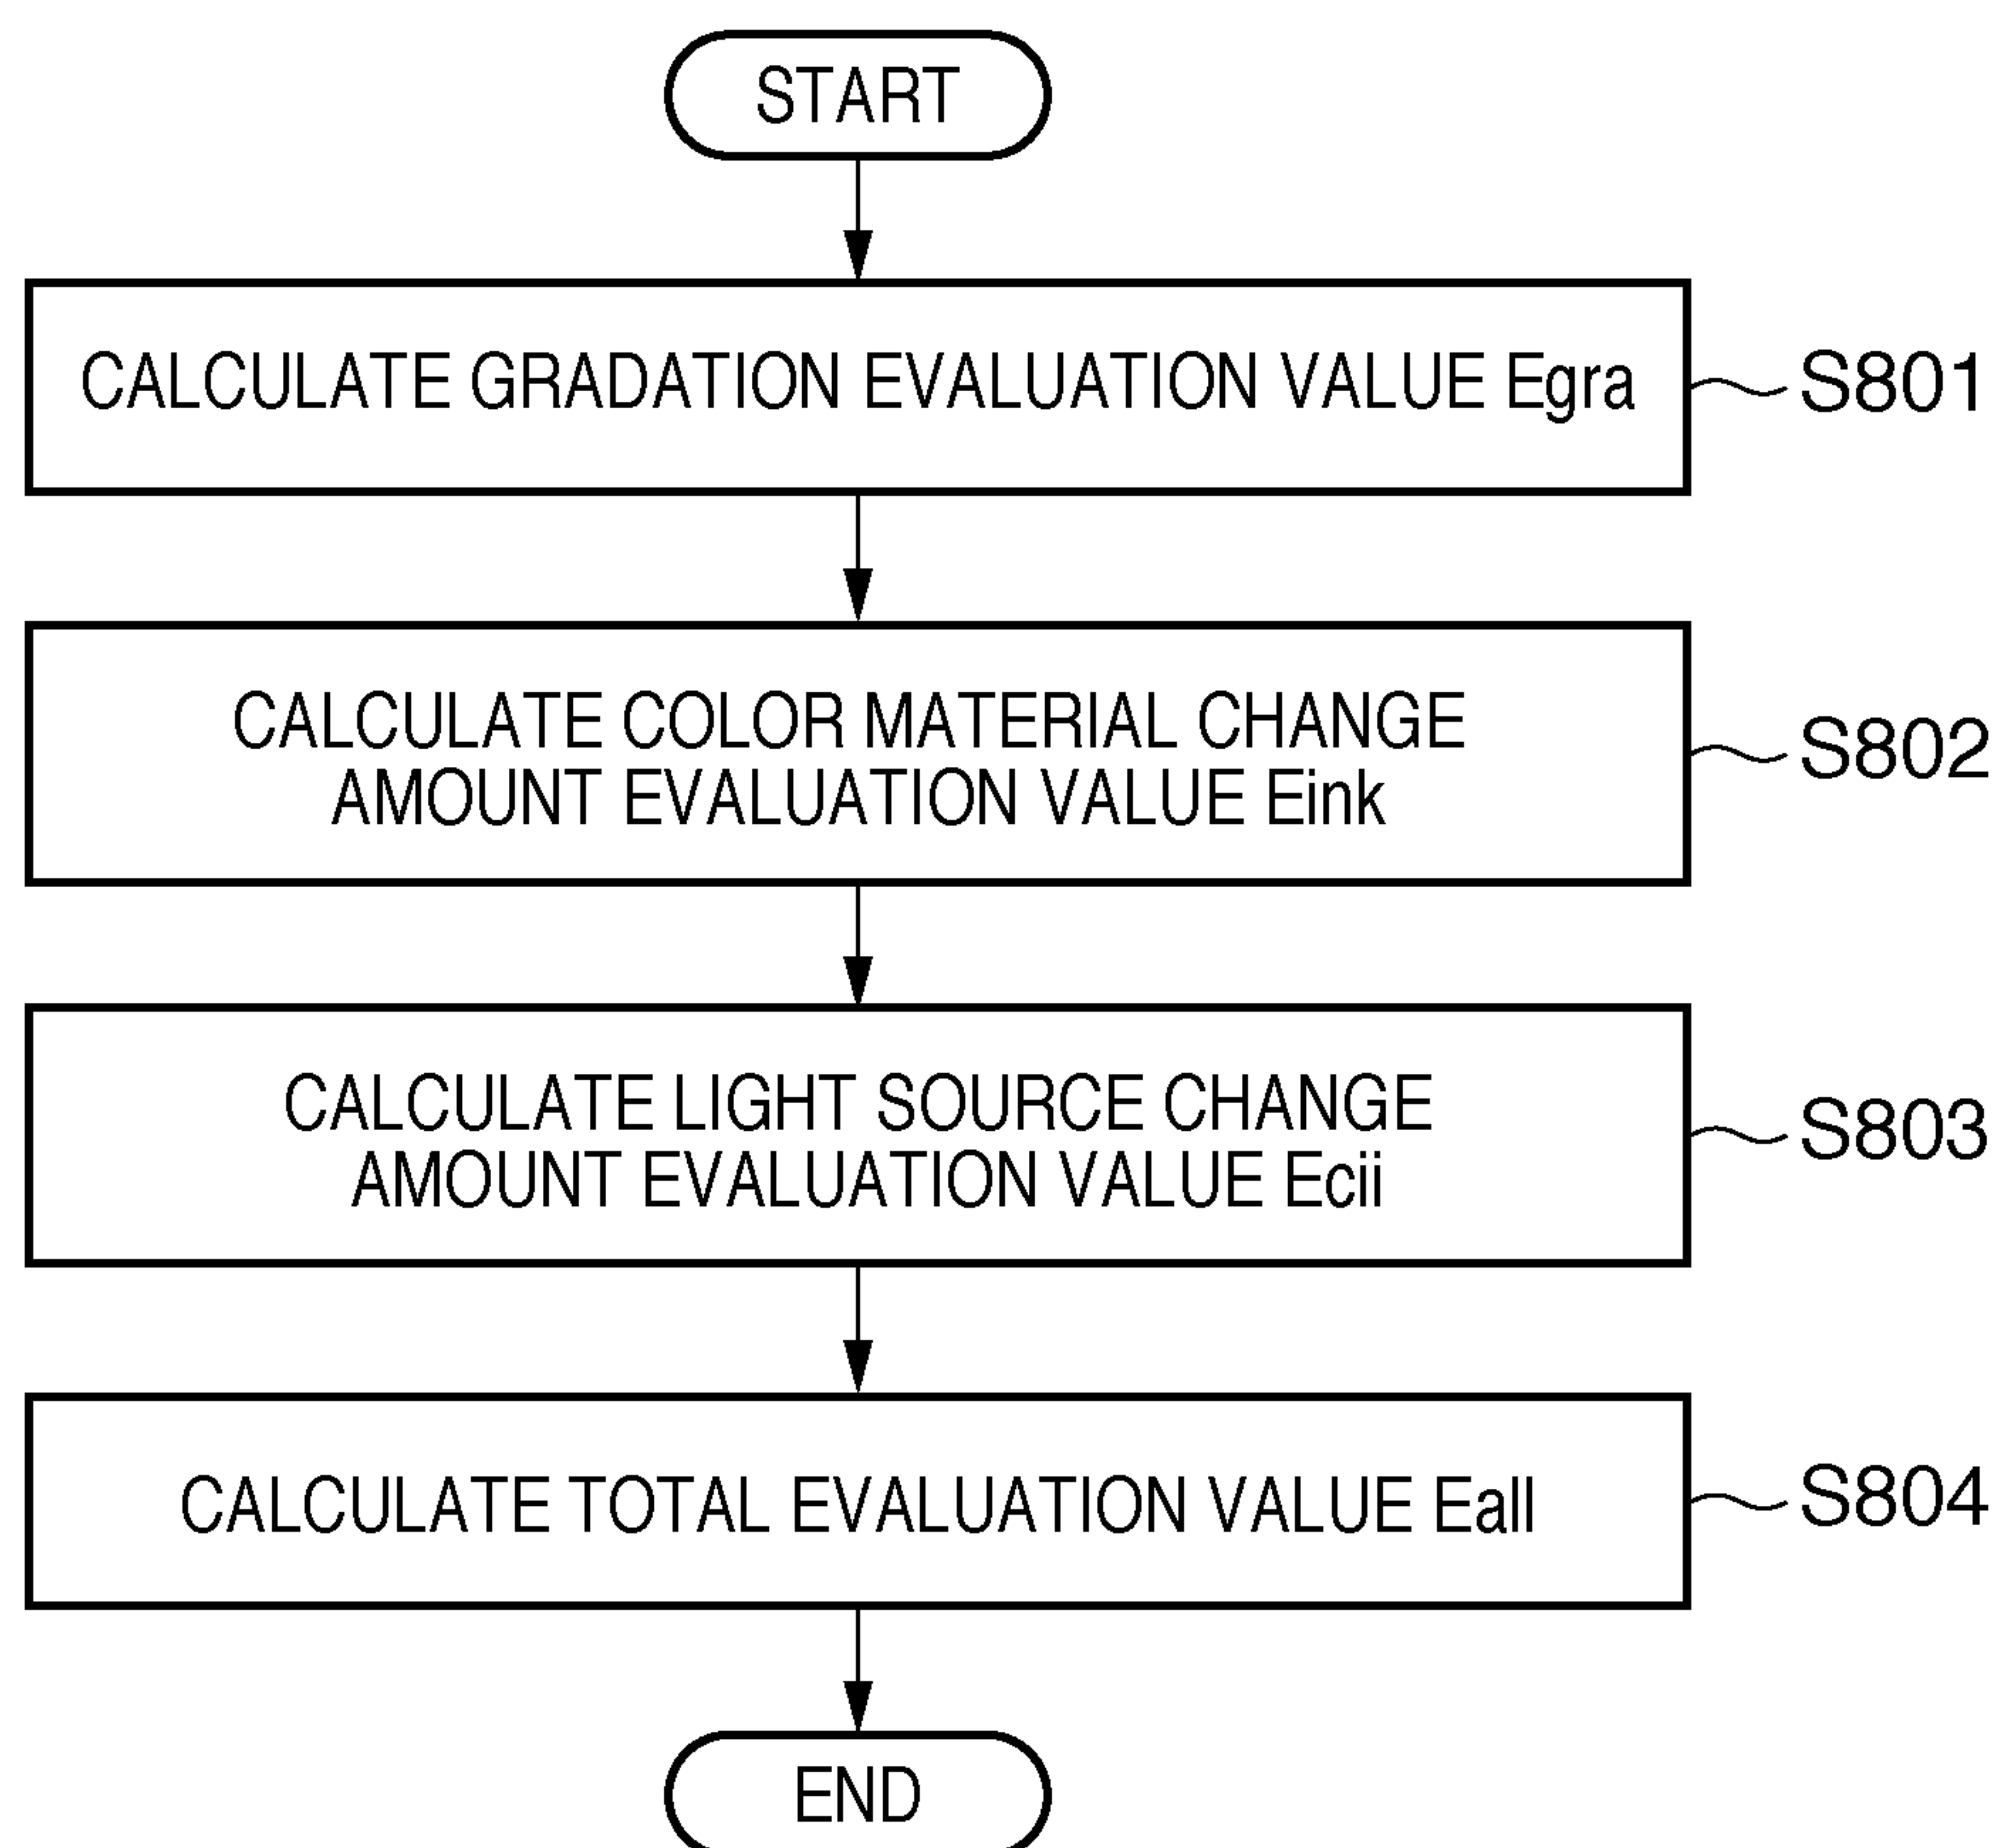 START
CALCULATE GRADATION EVALUATION VALUE Egra
S801
CALCULATE COLOR MATERIAL CHANGE
AMOUNT EVALUATION VALUE Eink
S802
CALCULATE LIGHT SOURCE CHANGE
AMOUNT EVALUATION VALUE Ecii
S803
CALCULATE TOTAL EVALUATION VALUE Eall
S804
END